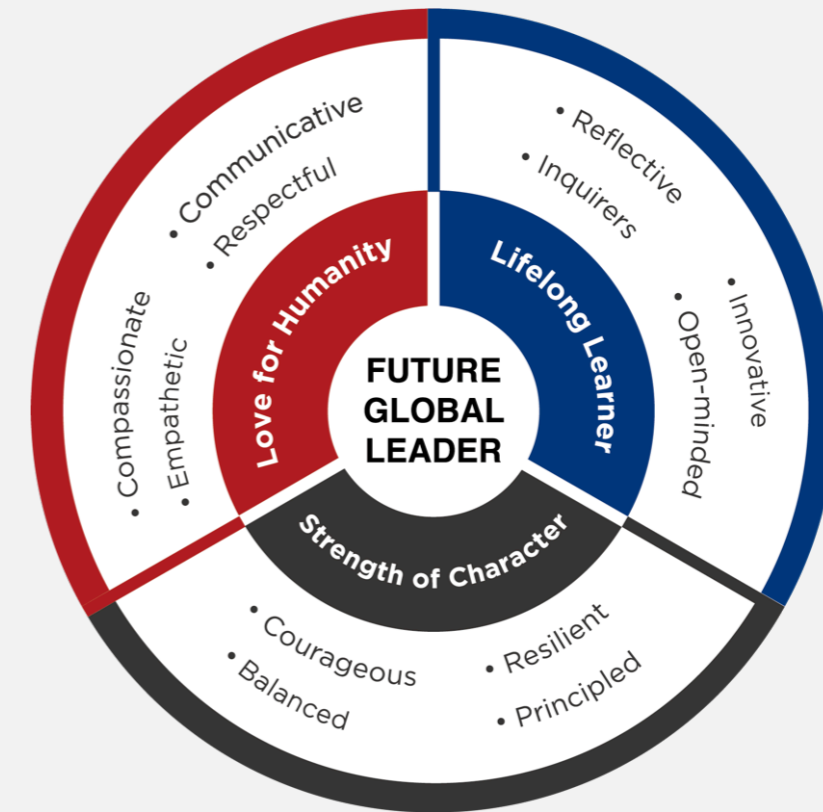 FUTURE
GLOBAL
LEADER
Love for Humanity
• Communicative
• Respectful
• Compassionate
• Empathetic
Lifelong Learner
• Reflective
• Inquirers
• Innovative
• Open-minded
Strength of Character
• Courageous
• Balanced
• Resilient
• Principled